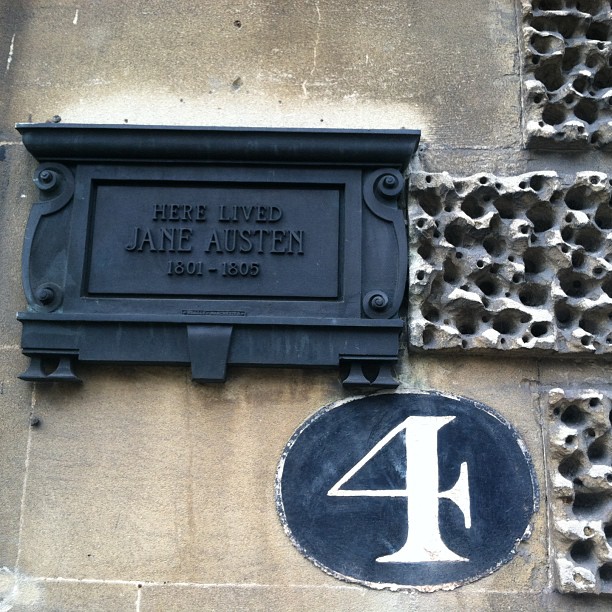 HERE LIVED
JANE AUSTEN
1801 - 1805
4